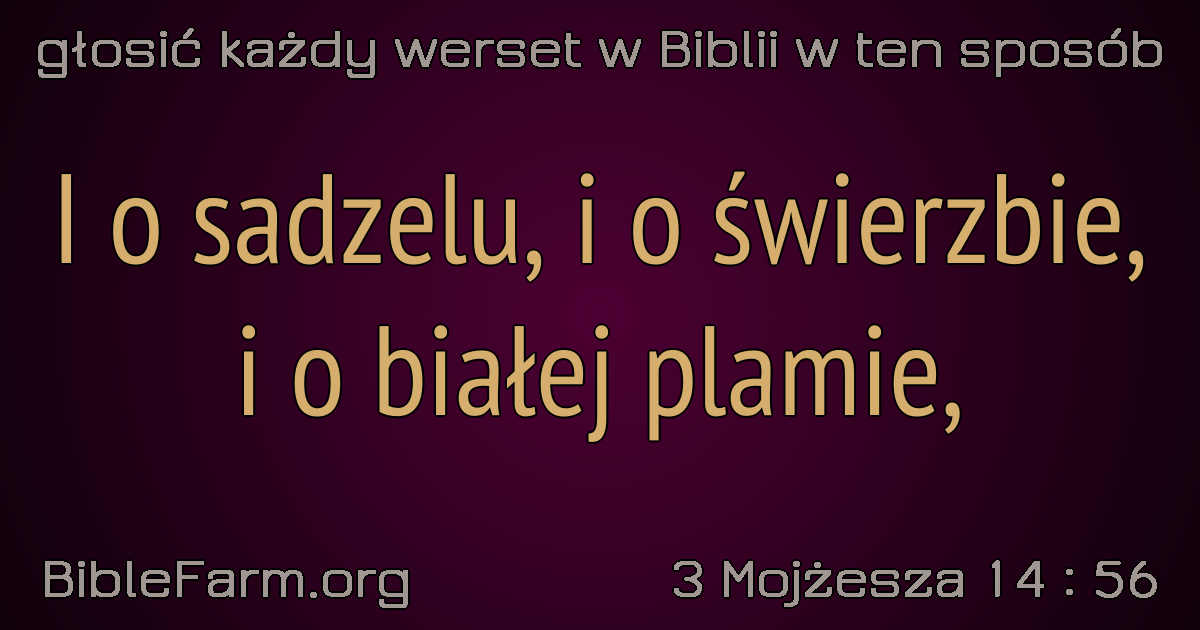 głosić każdy werset w Biblii w ten sposób
I o sadzelu, i o świerzbie,
i o białej plamie,
BibleFarm.org
3 Mojżesza 14 : 56